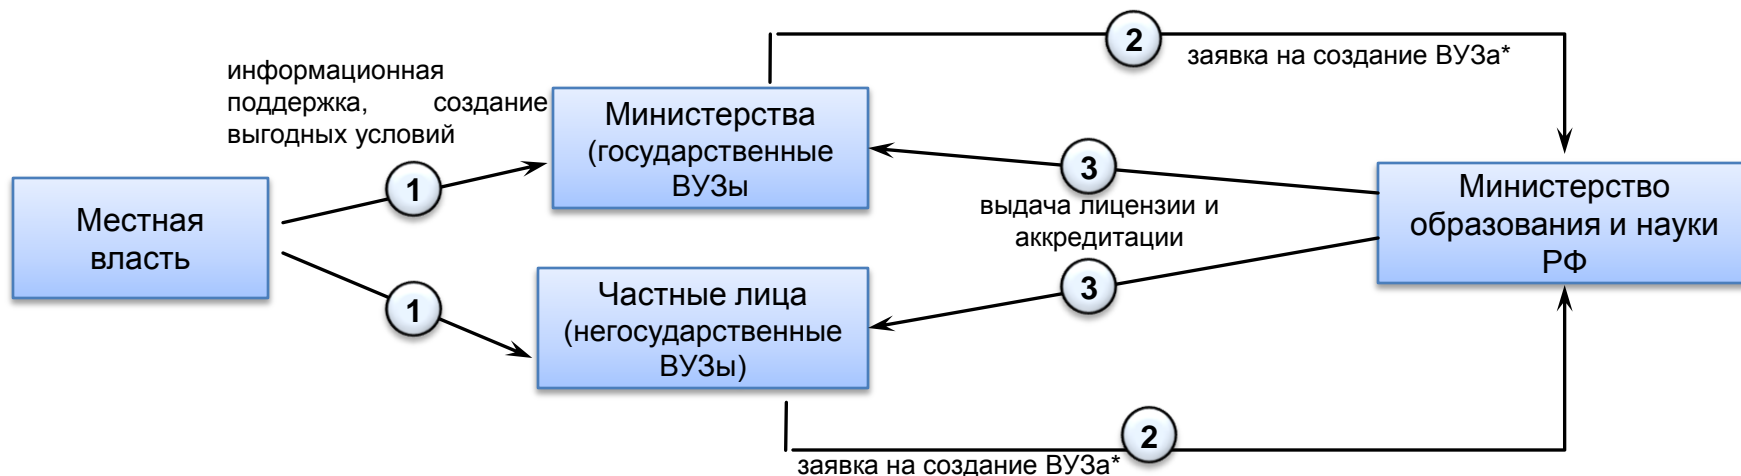 2
заявка на создание ВУЗа*
информационная
поддержка, создание
выгодных условий
Министерства
(государственные
ВУЗы
1
3
Местная
власть
выдача лицензии и
аккредитации
Министерство
образования и науки
РФ
3
1
Частные лица
(негосударственные
ВУЗы)
2
заявка на создание ВУЗа*